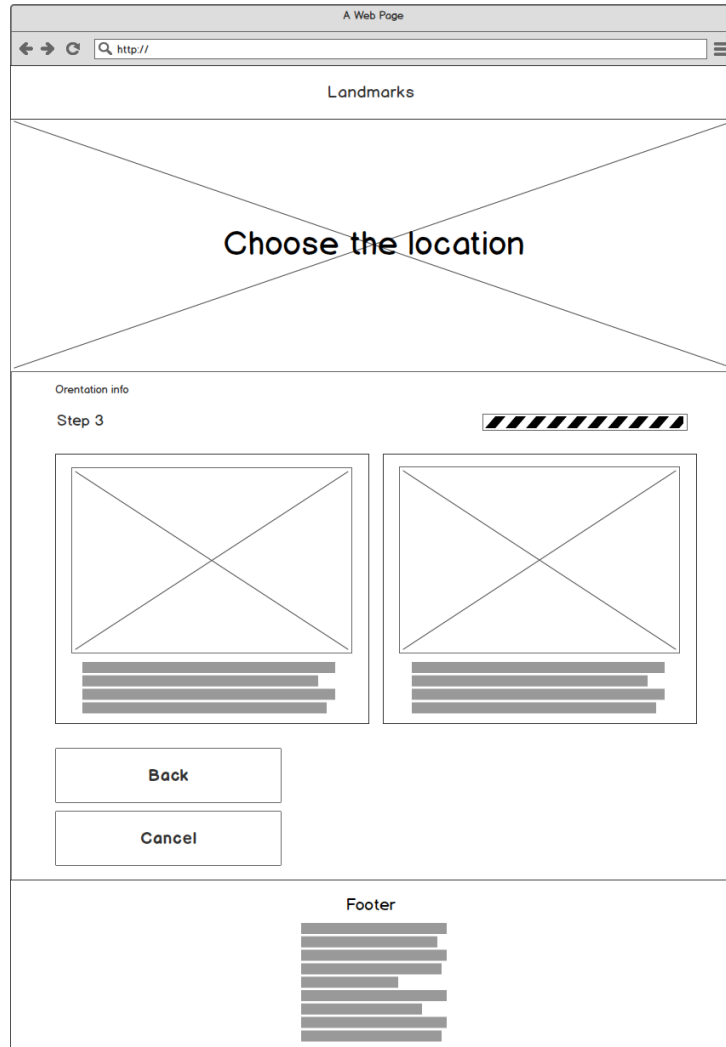 A Web Page
http://
Landmarks
Choose the location
Orentation info
Step 3
Back
Cancel
Footer